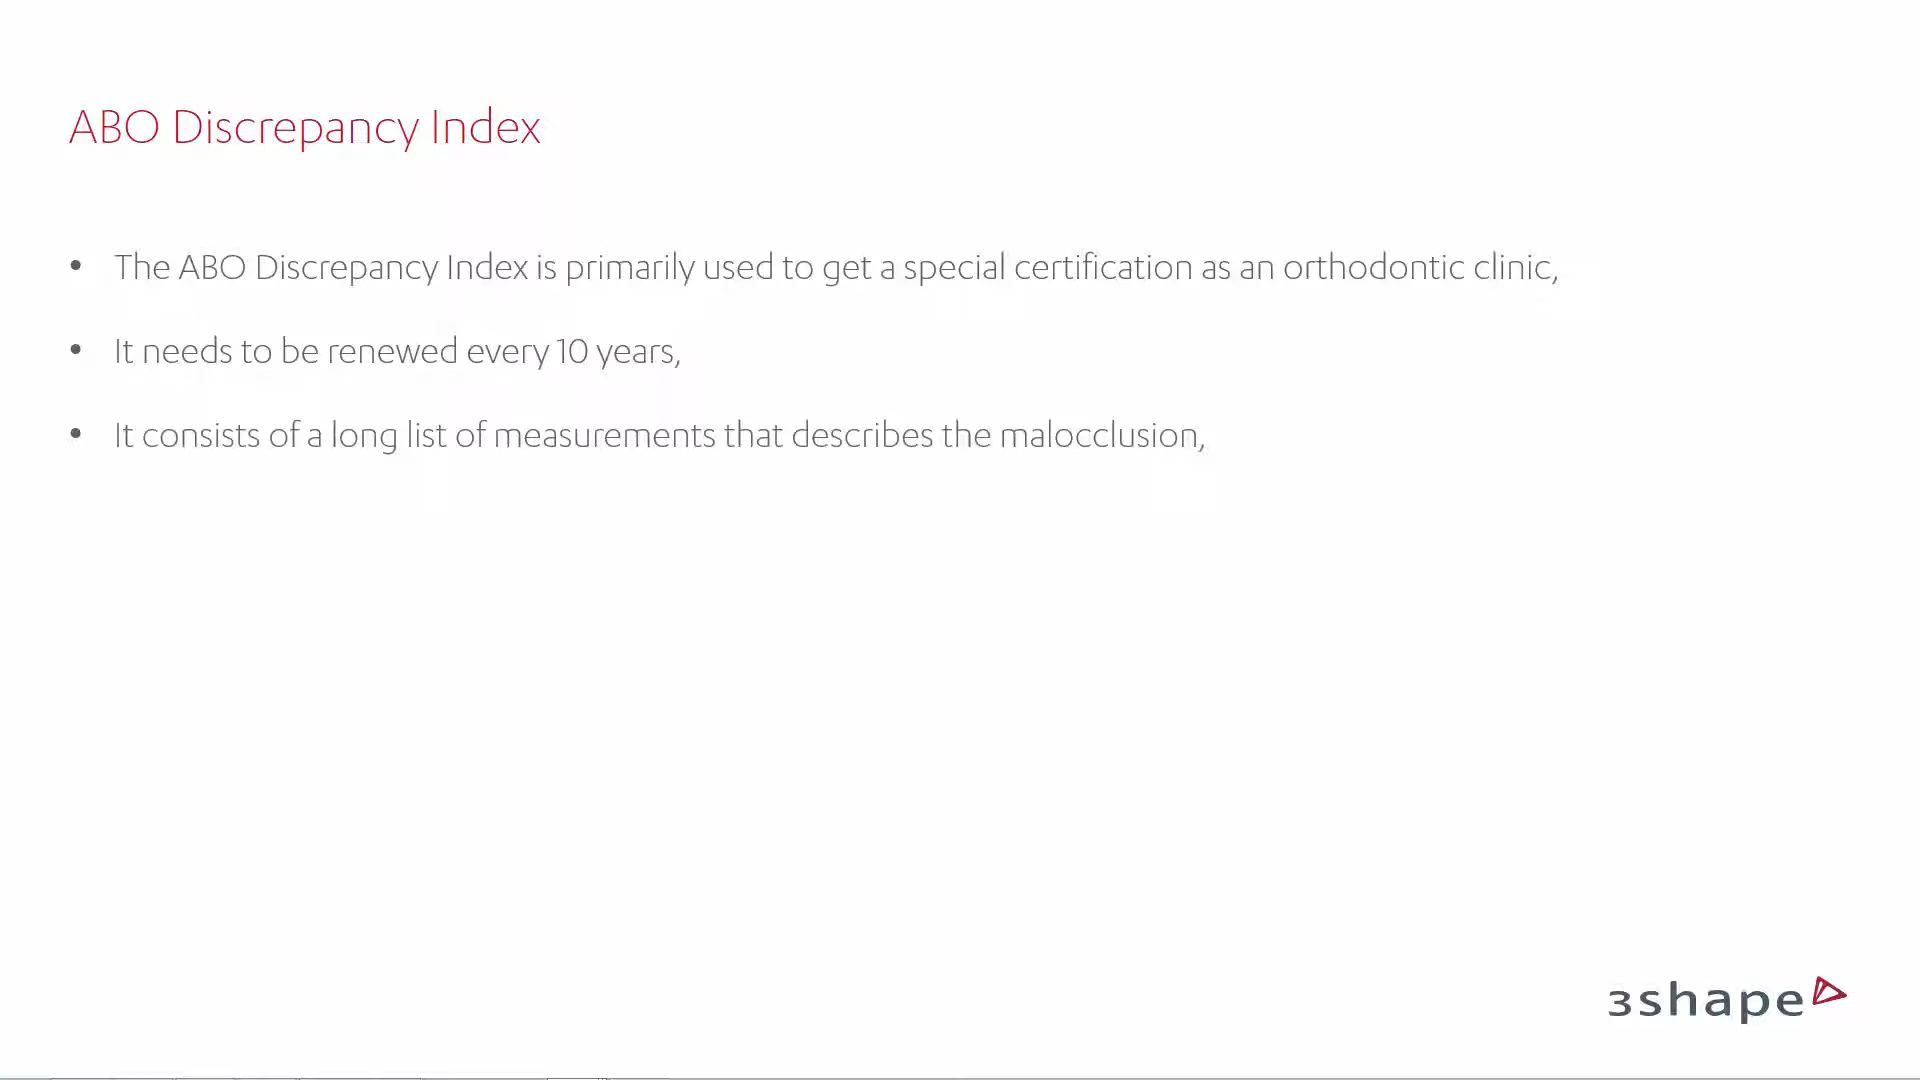 ABO Discrepancy Index
• The ABO Discrepancy Index is primarily used to get a special certification as an orthodontic clinic,
• It needs to be renewed every 10 years,
• It consists of a long list of measurements that describes the malocclusion,
3shape